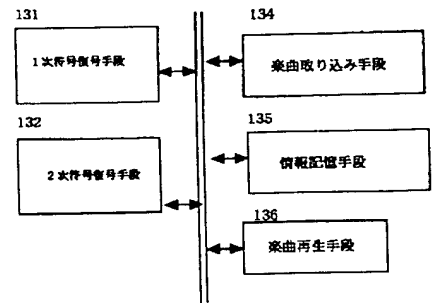 131
1次符号復号手段
132
2次符号復号手段
134
楽曲取り込み手段
135
情報記憶手段
136
楽曲再生手段